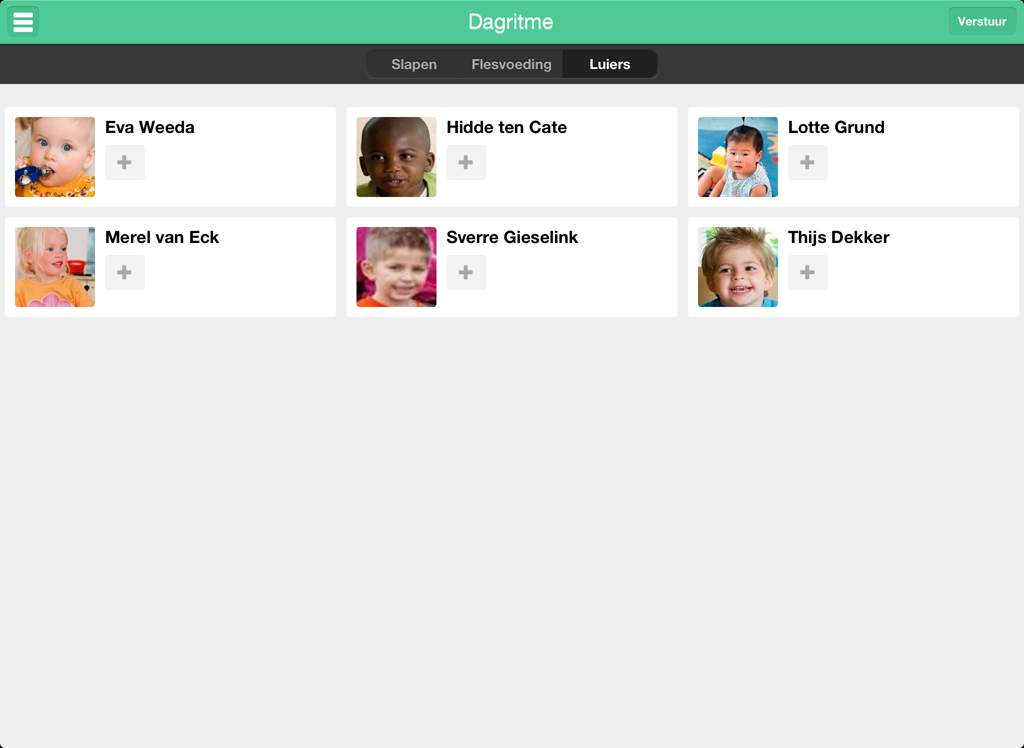 Dagritme
Verstuur
Slapen
Flesvoeding
Luiers
Eva Weeda
Hidde ten Cate
Lotte Grund
Merel van Eck
Sverre Gieselink
Thijs Dekker